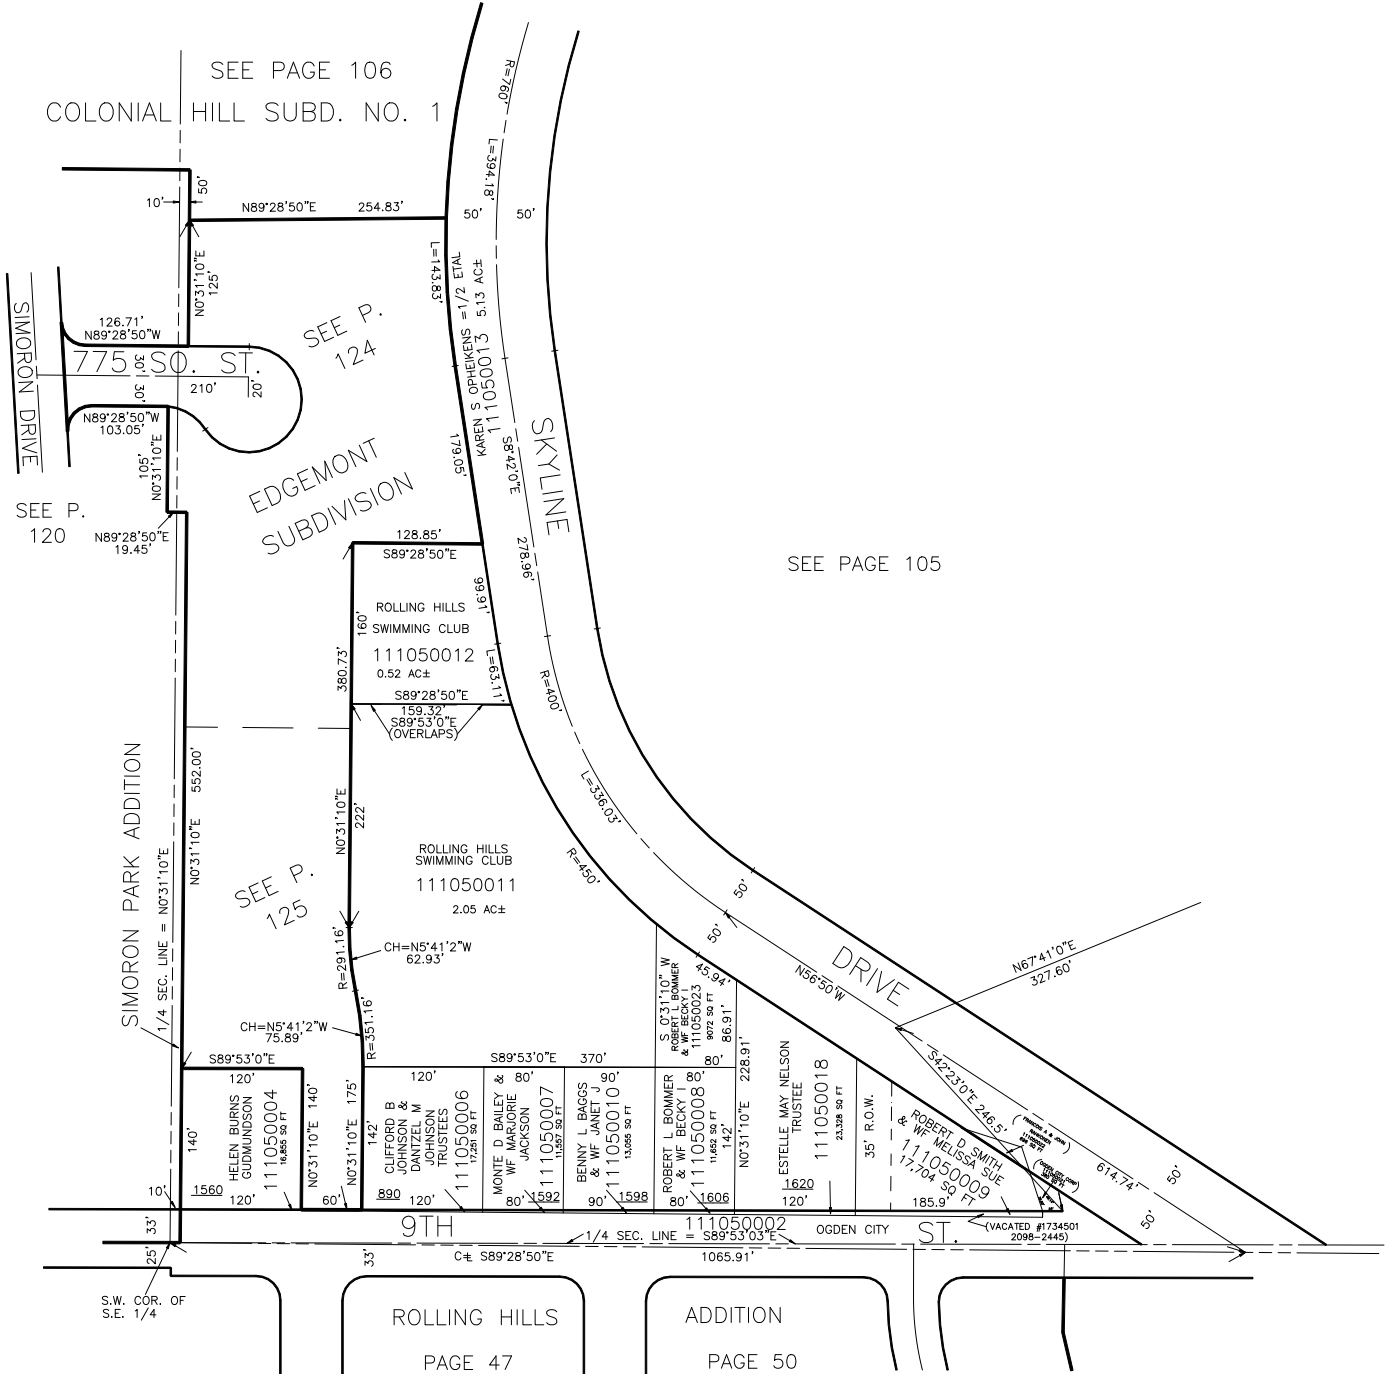 SEE PAGE 106
COLONIAL HILL SUBD. NO. 1
R=760'
L=394.18'
50'
10'
N89°28'50"E 254.83'
50' 50'
N0°31'10"E
125'
L=143.83'
KAREN S OPHEIKENS =1/2 ETAL
111050013 5.13 AC±
SEE P.
124
SIMORON DRIVE
126.71'
N89°28'50"W
775 SO. ST.
30' 30'
210'
20'
N89°28'50"W
103.05'
105'
N0°31'10"E
179.05'
S8°42'0"E
SKYLINE
EDGEMONT
SUBDIVISION
SEE P.
120
N89°28'50"E
19.45'
128.85'
S89°28'50"E
278.96'
SEE PAGE 105
99.91'
160'
ROLLING HILLS
SWIMMING CLUB
111050012
0.52 AC±
380.73'
L=63.11'
R=400'
S89°28'50"E
159.32'
S89°53'0"E
(OVERLAPS)
SIMORON PARK ADDITION
1/4 SEC. LINE = N0°31'10"E
552.00'
N0°31'10"E
N0°31'10"E
222'
L=336.03'
R=450'
ROLLING HILLS
SWIMMING CLUB
111050011
2.05 AC±
SEE P.
125
R=291.16'
CH=N5°41'2"W
62.93'
CH=N5°41'2"W
75.89'
R=351.16'
50'
50'
DRIVE
N56°50'W
N67°41'0"E
327.60'
45.94'
S 0°31'10" W
ROBERT L BOMMER
& WF BECKY I
111050023
9072 SQ FT
86.91'
S89°53'0"E
120'
S89°53'0"E 370'
80'
228.91'
N0°31'10"E
S42°23'0"E 246.5'
614.74'
50'
50'
140'
HELEN BURNS
GUDMUNDSON
111050004
16,855 SQ FT
1560
120'
N0°31'10"E 140'
60'
N0°31'10"E 175'
142'
120'
CLIFFORD B
JOHNSON &
DANTZEL M
JOHNSON
TRUSTEES
111050006
17,251 SQ FT
890
120'
80'
MONTE D BAILEY &
WF MARJORIE
JACKSON
111050007
11,557 SQ FT
80' 1592
90'
BENNY L BAGGS
& WF JANET J
111050010
13,055 SQ FT
90' 1598
80'
ROBERT L BOMMER
& WF BECKY I
111050008
11,652 SQ FT
142'
80' 1606
ESTELLE MAY NELSON
TRUSTEE
111050018
23,328 SQ FT
1620
120'
35' R.O.W.
ROBERT D SMITH
& WF MELISSA SUE
111050009
17,704 SQ FT
185.9'
10'
33'
25'
9TH
111050002 OGDEN CITY
ST.
(VACATED #1734501
2098-2445)
1/4 SEC. LINE = S89°53'03"E
33'
C℄ S89°28'50"E
1065.91'
S.W. COR. OF
S.E. 1/4
ROLLING HILLS ADDITION
PAGE 47 PAGE 50